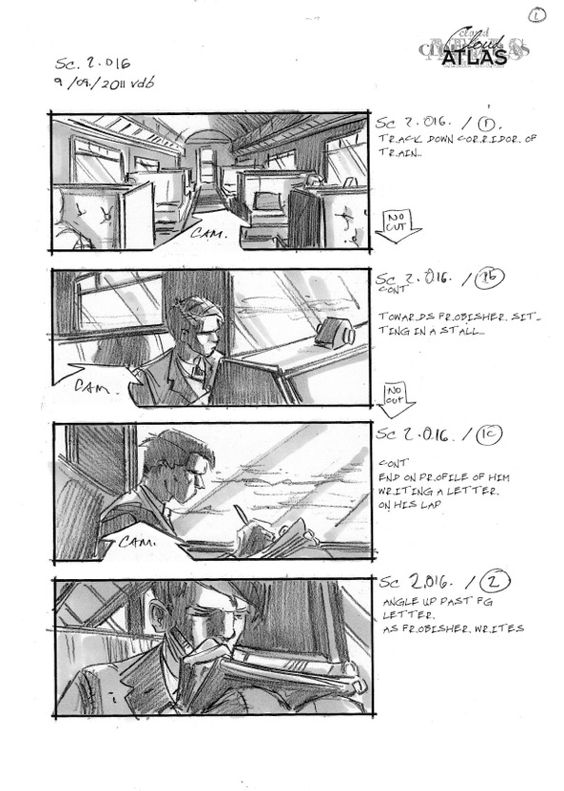 1
cloud
Cloud
ATLAS
Sc. 2.016
9/09/2011 vdb
Sc 2.016. / 1.
TRACK DOWN CORRIDOR OF
TRAIN.
CAM.
NO
CUT
Sc 2.016. / 1b
CONT
TOWARDS FROBISHER SIT-
TING IN A STALL
CAM.
NO
CUT
Sc 2.016. / 1c
CONT
END ON PROFILE OF HIM
WRITING A LETTER.
ON HIS LAP
CAM.
Sc 2.016. / 2
ANGLE UP PAST FG
LETTER.
AS FROBISHER WRITES